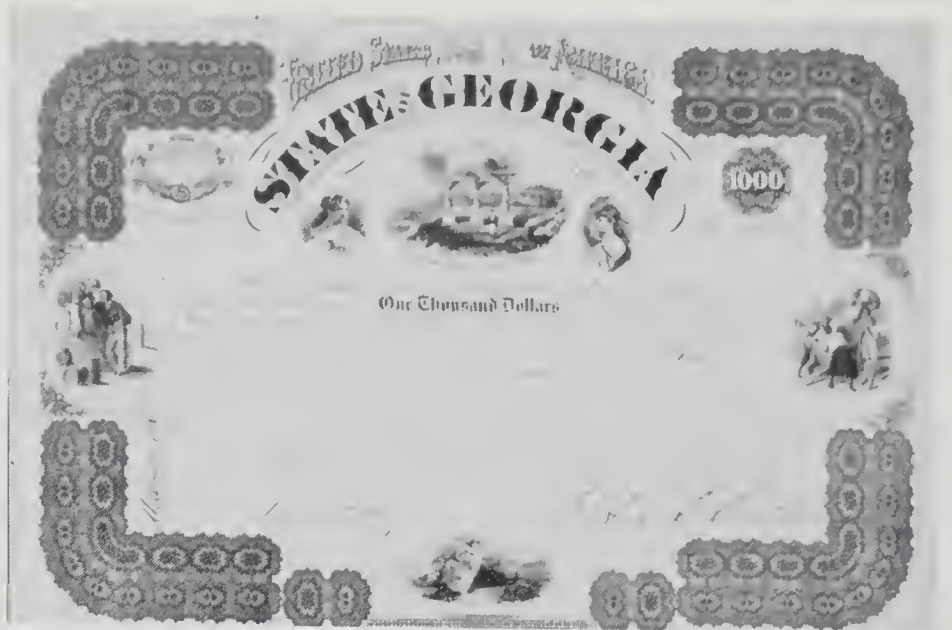 UNITED STATES OF AMERICA
STATE OF GEORGIA
1000
One Thousand Dollars